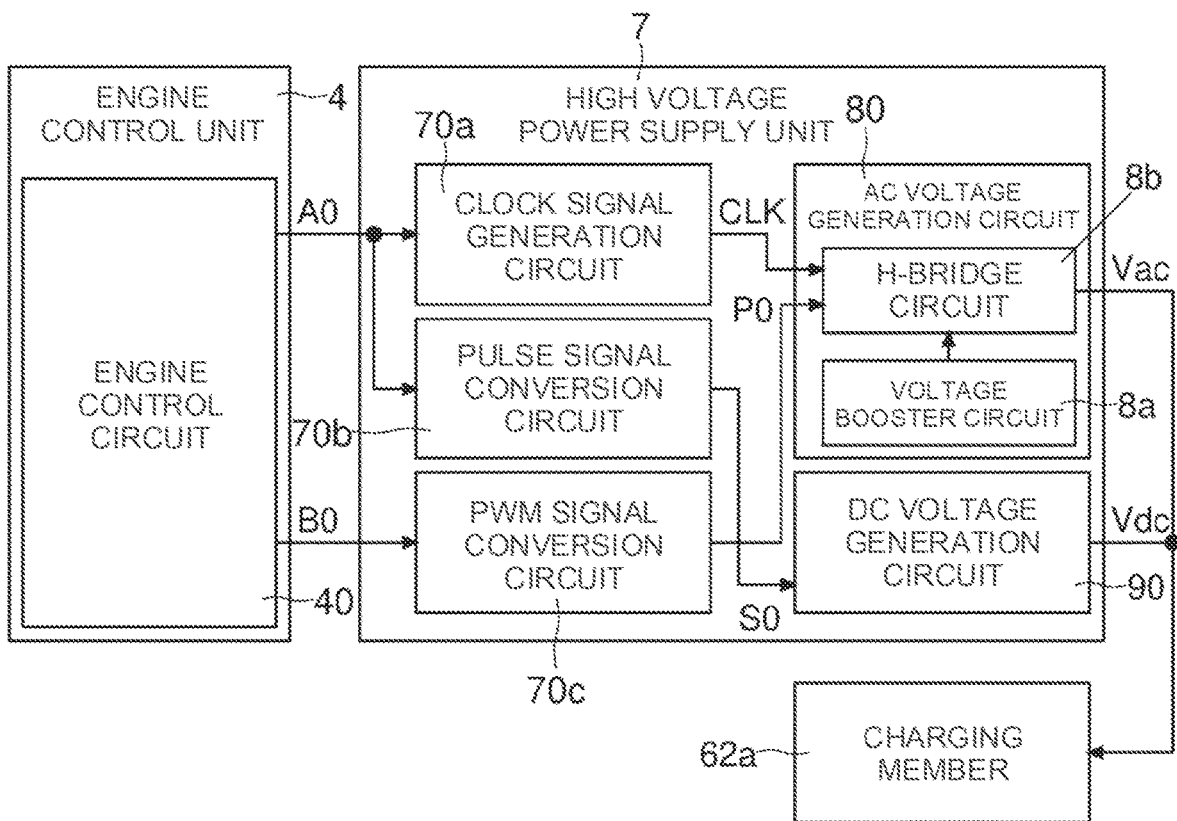 7
ENGINE
CONTROL UNIT
4
HIGH VOLTAGE
POWER SUPPLY UNIT
70a
80
CLOCK SIGNAL
GENERATION
CIRCUIT
A0
CLK
AC VOLTAGE
GENERATION CIRCUIT
8b
H-BRIDGE
CIRCUIT
Vac
P0
ENGINE
CONTROL
CIRCUIT
PULSE SIGNAL
CONVERSION
CIRCUIT
70b
VOLTAGE
BOOSTER CIRCUIT
8a
B0
PWM SIGNAL
CONVERSION
CIRCUIT
DC VOLTAGE
GENERATION
CIRCUIT
Vdc
40
S0
90
70c
CHARGING
MEMBER
62a